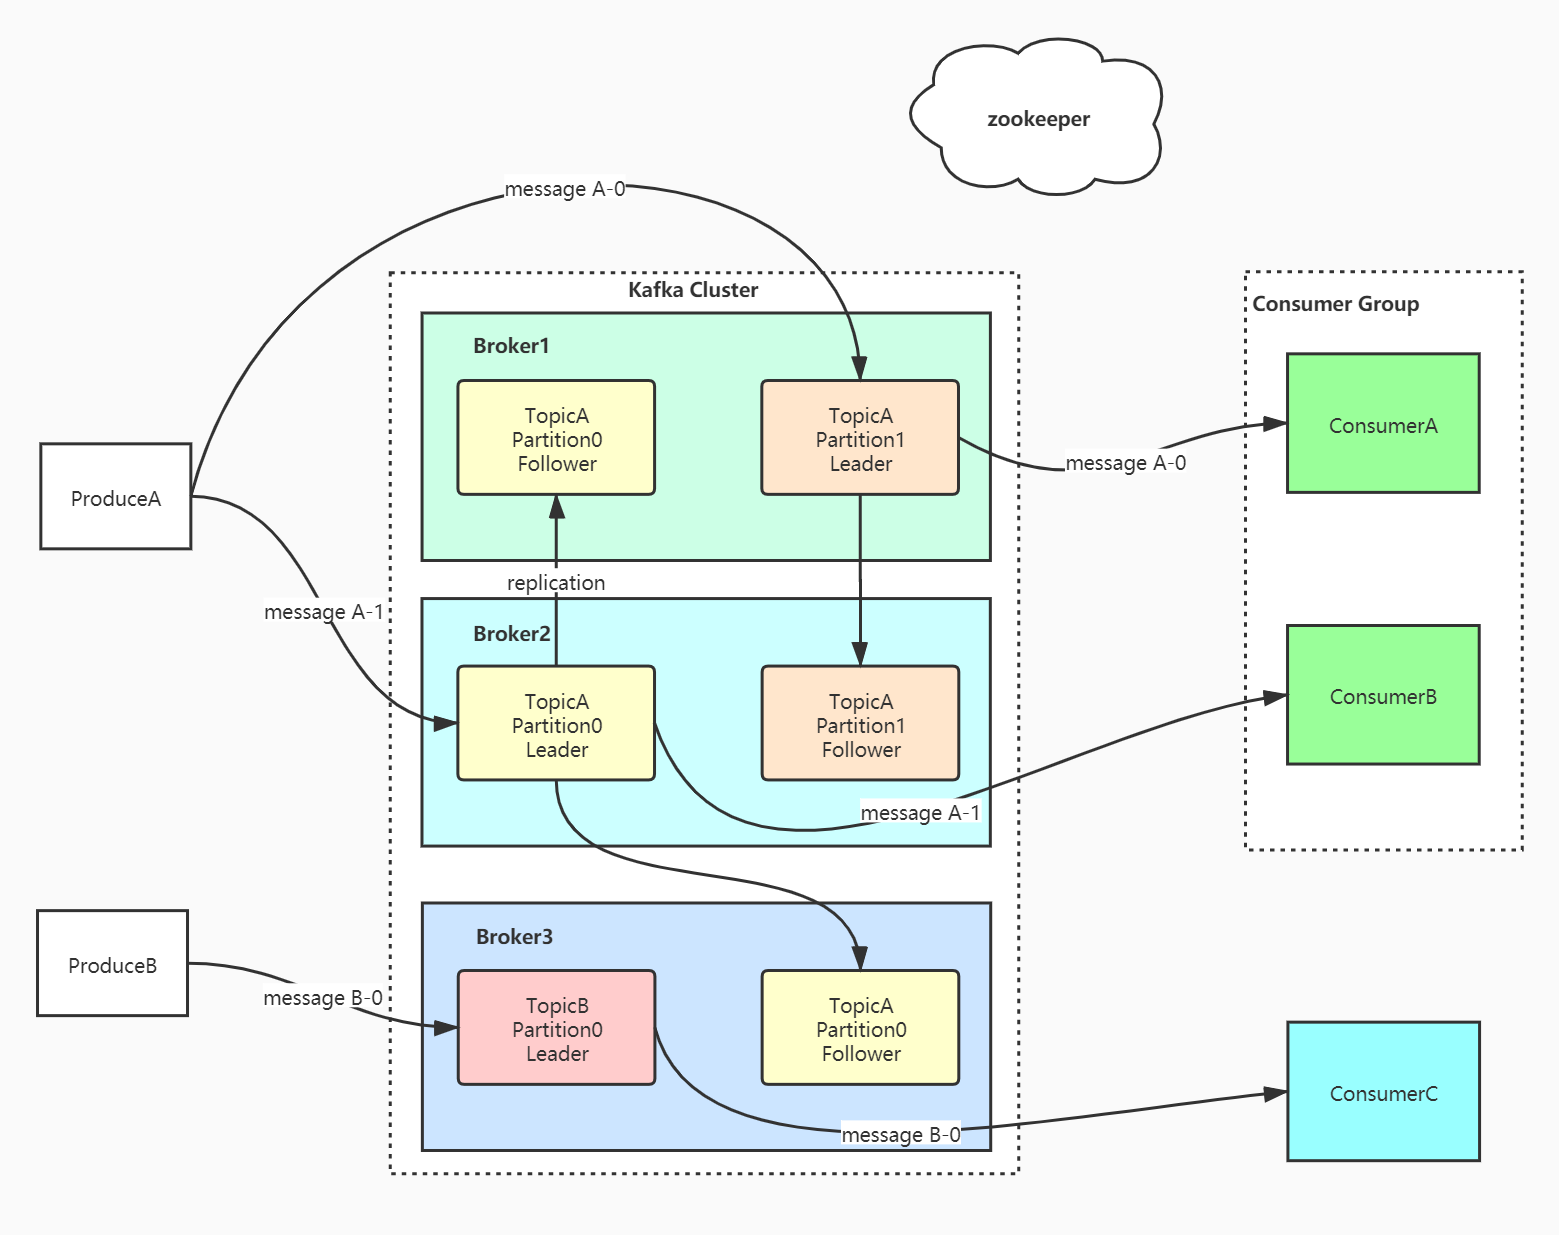 zookeeper
message A-0
Kafka Cluster
Consumer Group
Broker1
TopicA
Partition0
Follower
TopicA
Partition1
Leader
ConsumerA
message A-0
ProduceA
replication
message A-1
Broker2
TopicA
Partition0
Leader
TopicA
Partition1
Follower
ConsumerB
message A-1
Broker3
ProduceB
message B-0
TopicB
Partition0
Leader
TopicA
Partition0
Follower
ConsumerC
message B-0